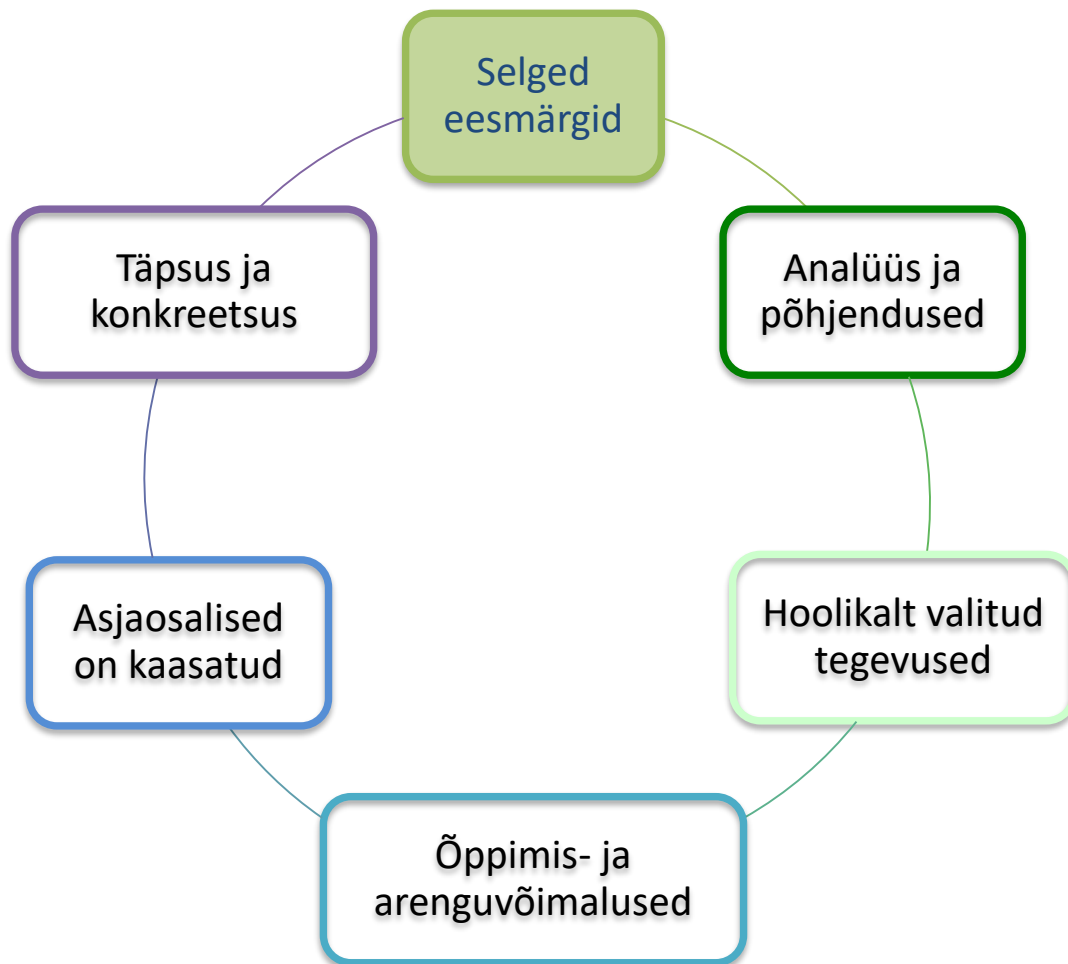 Selged
eesmärgid
Analüüs ja
põhjendused
Hoolikalt valitud
tegevused
Õppimis- ja
arenguvõimalused
Asjaosalised
on kaasatud
Täpsus ja
konkreetsus